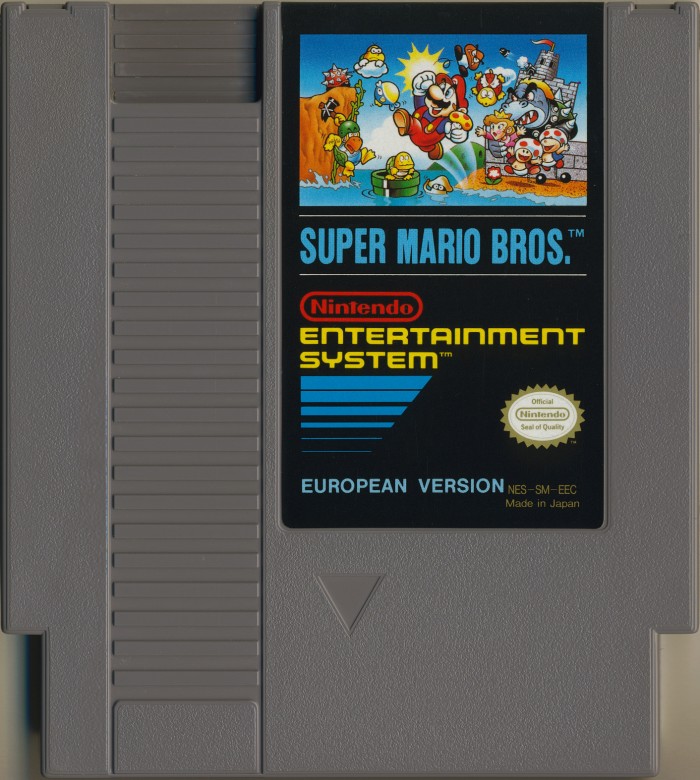 SUPER MARIO BROS.™
Nintendo
ENTERTAINMENT
SYSTEM™
Official
Nintendo
Seal of Quality
™
EUROPEAN VERSION NES-SM-EEC
Made in Japan